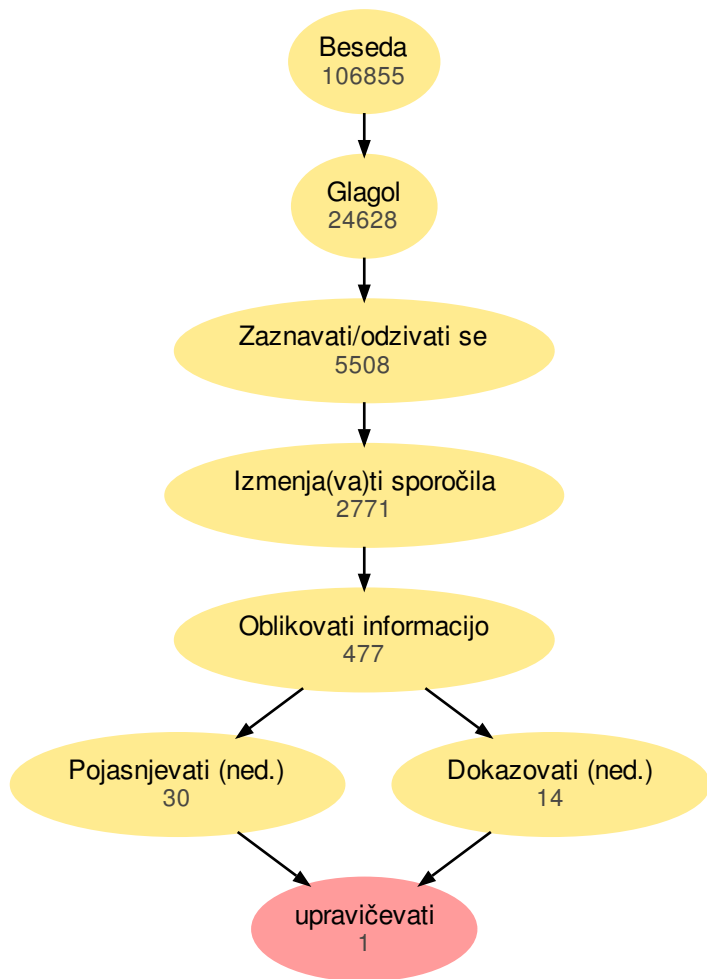 Beseda
106855
Glagol
24628
Zaznavati/odzivati se
5508
Izmenja(va)ti sporočila
2771
Oblikovati informacijo
477
Pojasnjevati (ned.)
30
Dokazovati (ned.)
14
upravičevati
1